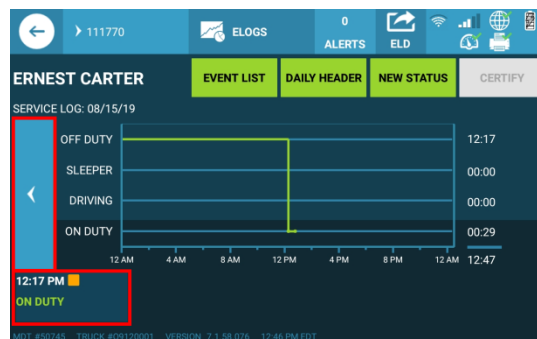 111770
ELOGS
0
ALERTS
ELD
ERNEST CARTER
EVENT LIST
DAILY HEADER
NEW STATUS
CERTIFY
SERVICE LOG: 08/15/19
OFF DUTY 12:17
SLEEPER 00:00
DRIVING 00:00
ON DUTY 00:29
12 AM 4 AM 8 AM 12 PM 4 PM 8 PM 12 AM 12:47
12:17 PM
ON DUTY
MDT #50745 TRUCK #09120001 VERSION 7.1.58.076 12:46 PM EDT